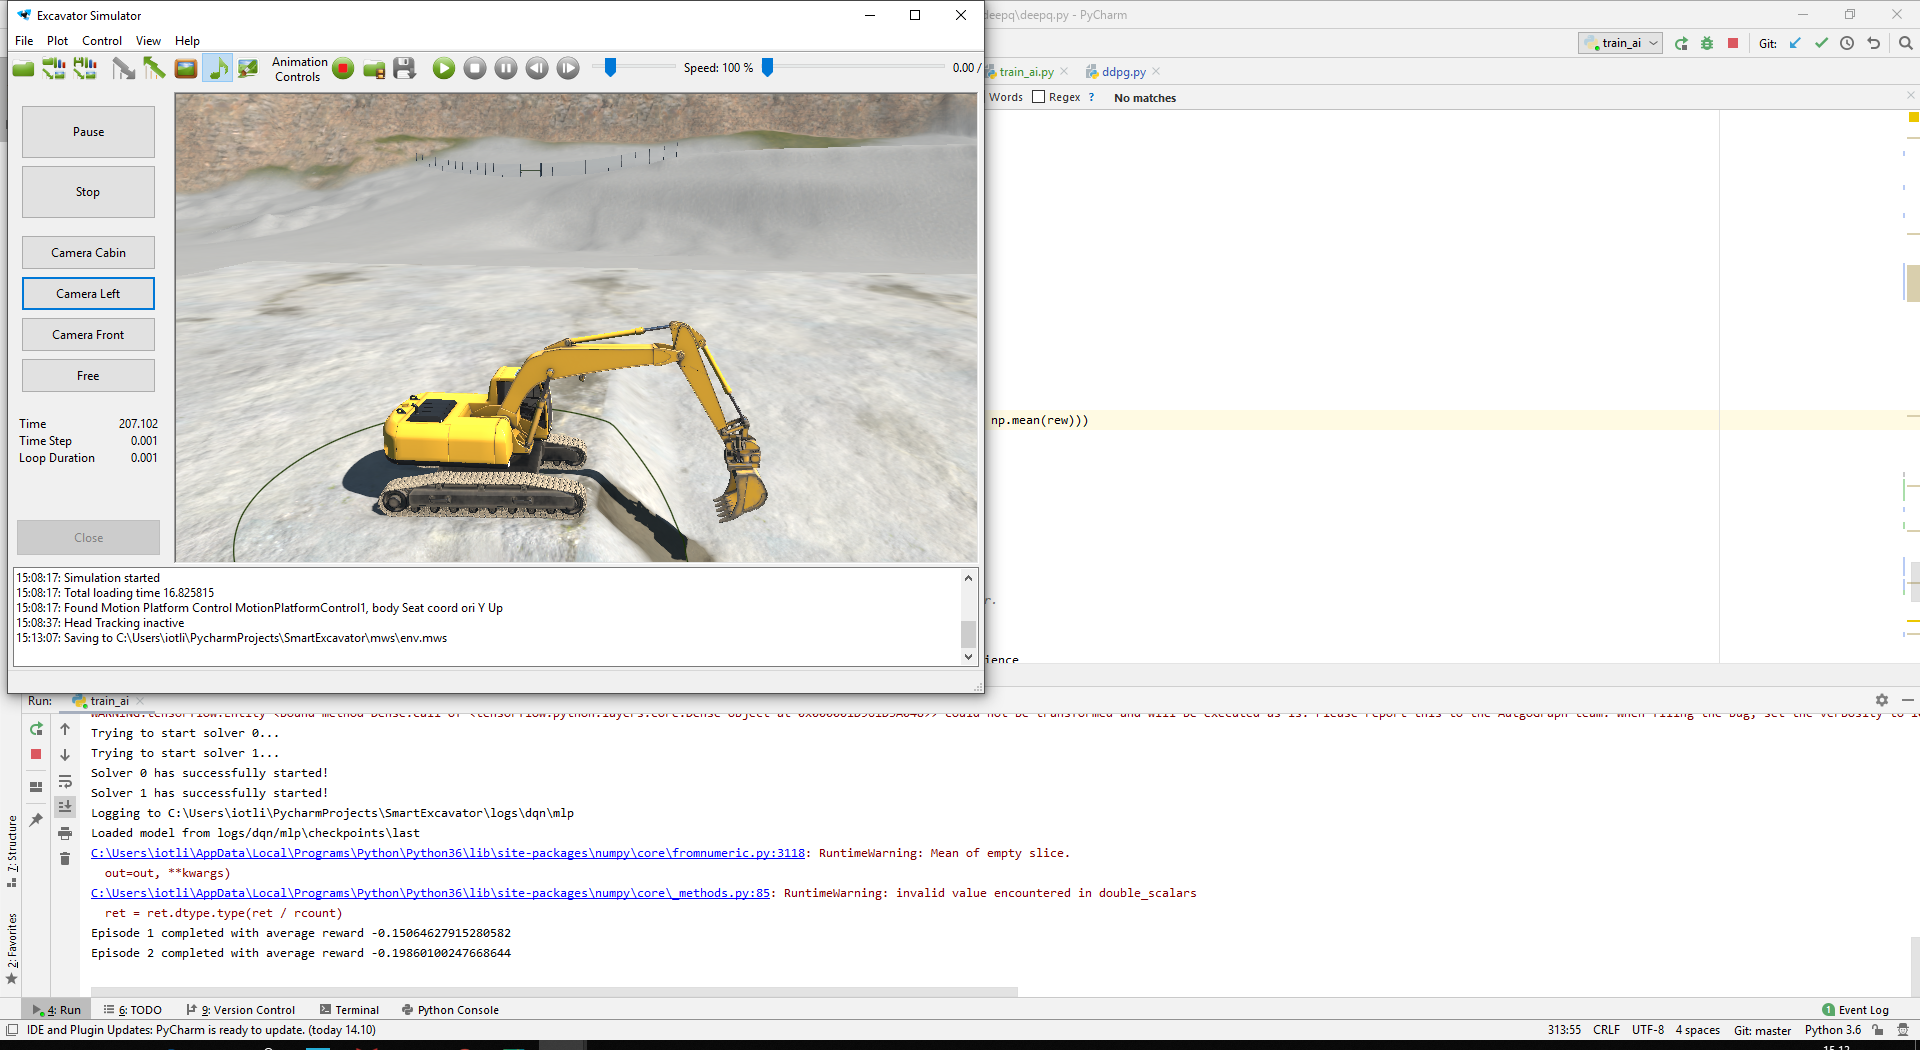 Excavator Simulator
deepq\deepq.py - PyCharm
File Plot Control View Help
train_ai
Git:
Animation Controls
Speed: 100 %
0.00 /
train_ai.py
ddpg.py
Words Regex ? No matches
Pause
Stop
Camera Cabin
Camera Left
Camera Front
Free
Time 207.102
Time Step 0.001
Loop Duration 0.001
Close
np.mean(rew)))
r.
ience
15:08:17: Simulation started
15:08:17: Total loading time 16.825815
15:08:17: Found Motion Platform Control MotionPlatformControl1, body Seat coord ori Y Up
15:08:37: Head Tracking inactive
15:13:07: Saving to C:\Users\iotli\PycharmProjects\SmartExcavator\mws\env.mws
Run: train_ai
Trying to start solver 0...
Trying to start solver 1...
Solver 0 has successfully started!
Solver 1 has successfully started!
Logging to C:\Users\iotli\PycharmProjects\SmartExcavator\logs\dqn\mlp
Loaded model from logs/dqn/mlp\checkpoints\last
C:\Users\iotli\AppData\Local\Programs\Python\Python36\lib\site-packages\numpy\core\fromnumeric.py:3118: RuntimeWarning: Mean of empty slice.
out=out, **kwargs)
C:\Users\iotli\AppData\Local\Programs\Python\Python36\lib\site-packages\numpy\core\_methods.py:85: RuntimeWarning: invalid value encountered in double_scalars
ret = ret.dtype.type(ret / rcount)
Episode 1 completed with average reward -0.15064627915280582
Episode 2 completed with average reward -0.19860100247668644
7: Structure
2: Favorites
4: Run 6: TODO 9: Version Control Terminal Python Console
1 Event Log
IDE and Plugin Updates: PyCharm is ready to update. (today 14.10)
313:55 CRLF UTF-8 4 spaces Git: master Python 3.6